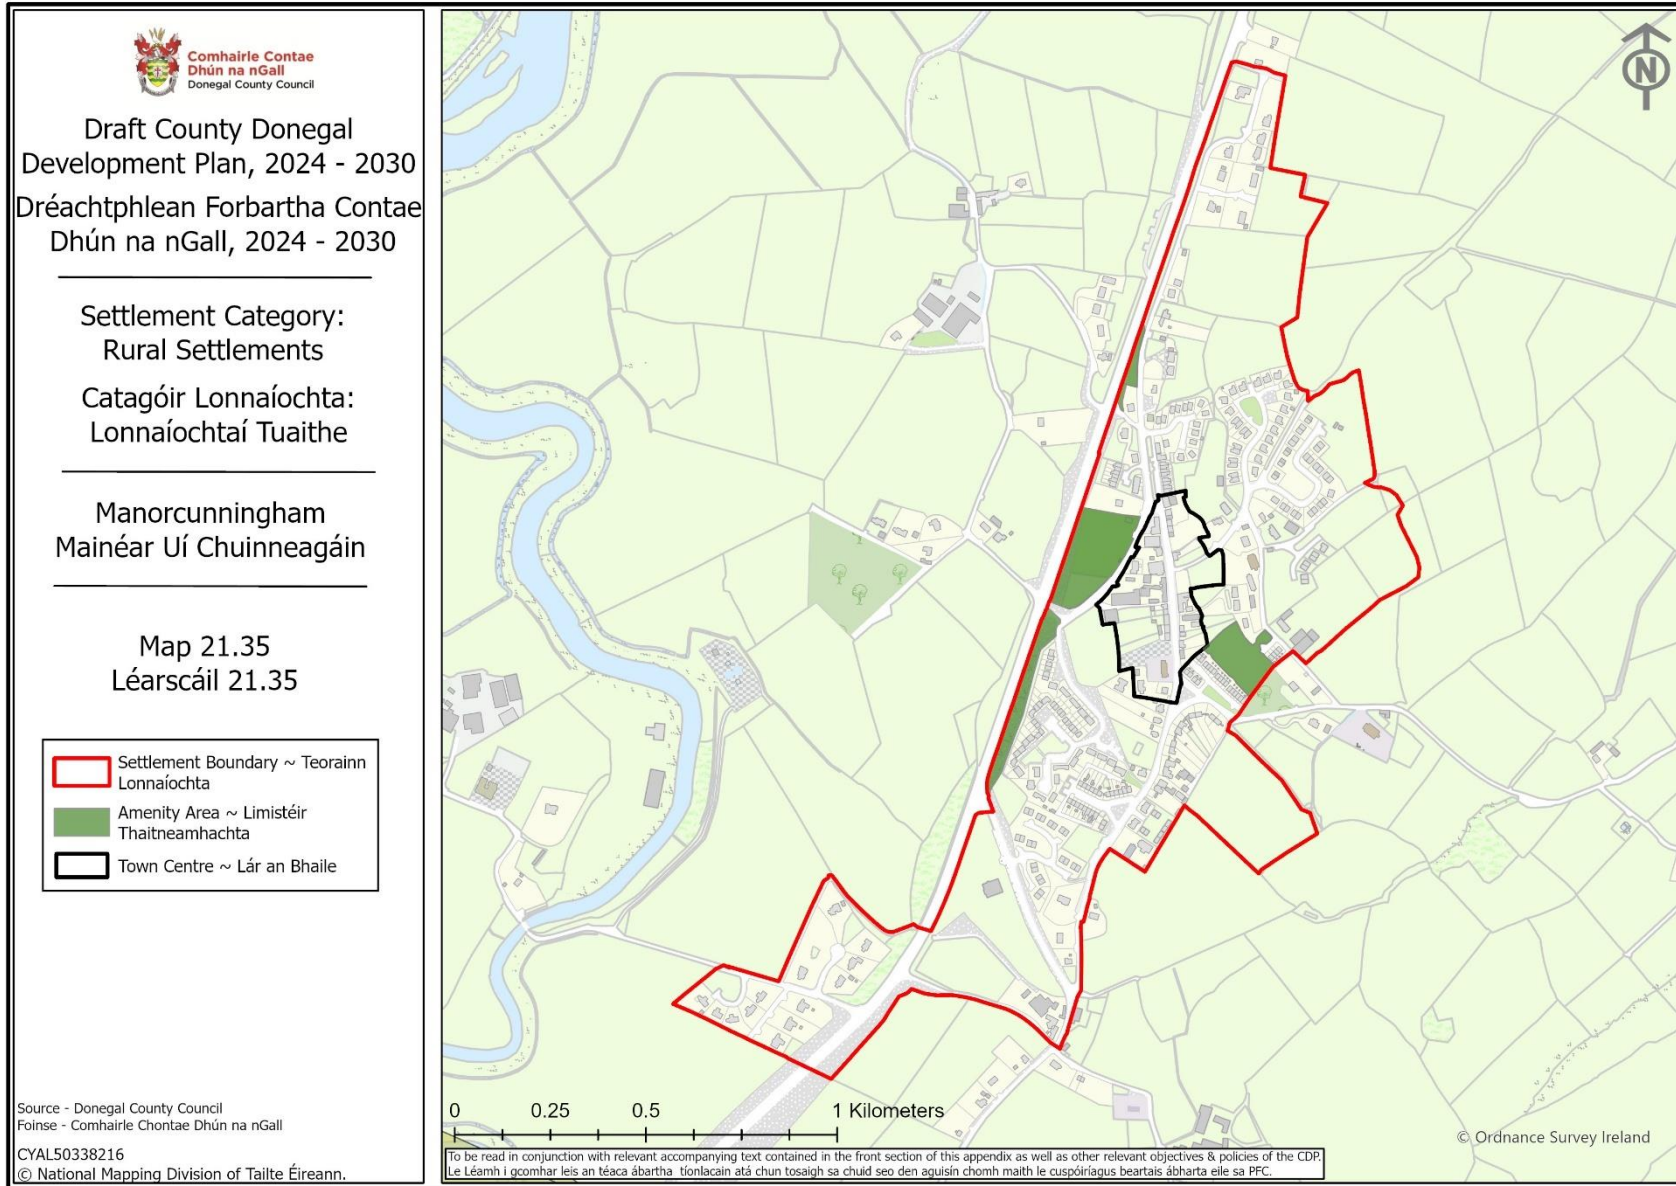 Comhairle Contae
Dhún na nGall
Donegal County Council
Draft County Donegal
Development Plan, 2024 - 2030
Dréachtphlean Forbartha Contae
Dhún na nGall, 2024 - 2030
Settlement Category:
Rural Settlements
Catagóir Lonnaíochta:
Lonnaíochtaí Tuaithe
Manorcunningham
Mainéar Uí Chuinneagáin
Map 21.35
Léarscáil 21.35
Settlement Boundary ~ Teorainn
Lonnaíochta
Amenity Area ~ Limistéir
Thaitneamhachta
Town Centre ~ Lár an Bhaile
Source - Donegal County Council
Foinse - Comhairle Chontae Dhún na nGall
CYAL50338216
© National Mapping Division of Tailte Éireann.
N
0 0.25 0.5 1 Kilometers
© Ordnance Survey Ireland
To be read in conjunction with relevant accompanying text contained in the front section of this appendix as well as other relevant objectives & policies of the CDP.
Le Léamh i gcomhar leis an téaca ábartha tíonlacain atá chun tosaigh sa chuid seo den aguisín chomh maith le cuspóiríagus beartais ábharta eile sa PFC.